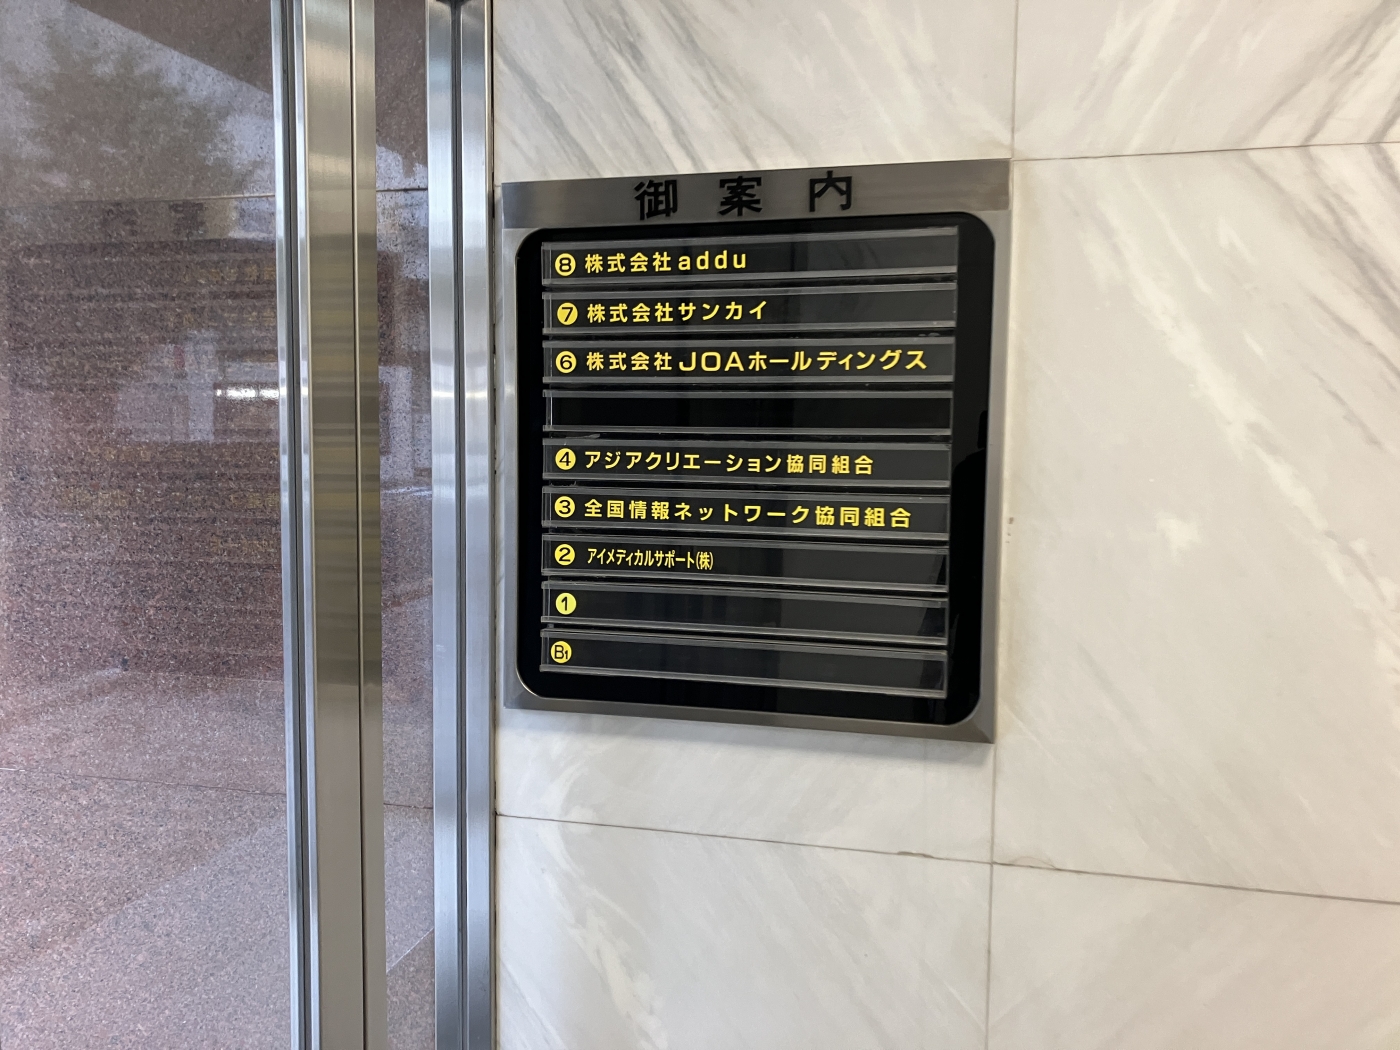 御案内
8 株式会社addu
7 株式会社サンカイ
6 株式会社JOAホールディングス
4 アジアクリエーション協同組合
3 全国情報ネットワーク協同組合
2 アイメディカルサポート(株)
1
B1